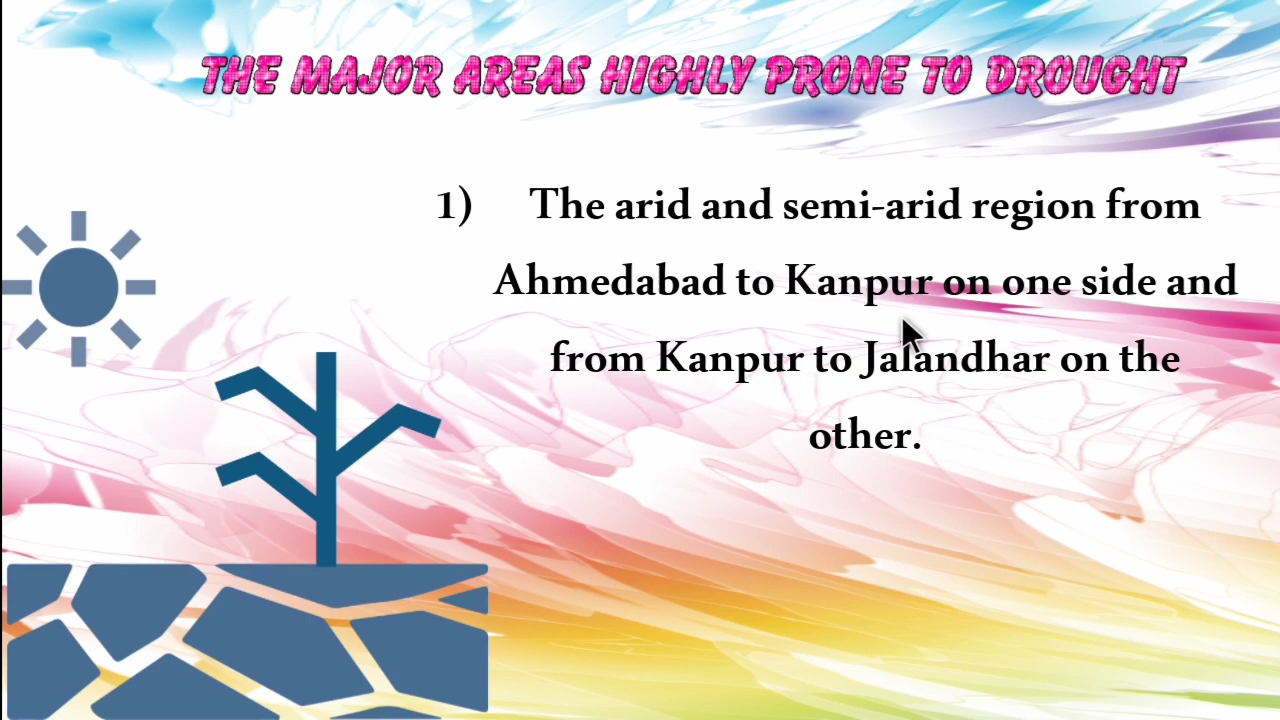 THE MAJOR AREAS HIGHLY PRONE TO DROUGHT
1) The arid and semi-arid region from
Ahmedabad to Kanpur on one side and
from Kanpur to Jalandhar on the
other.